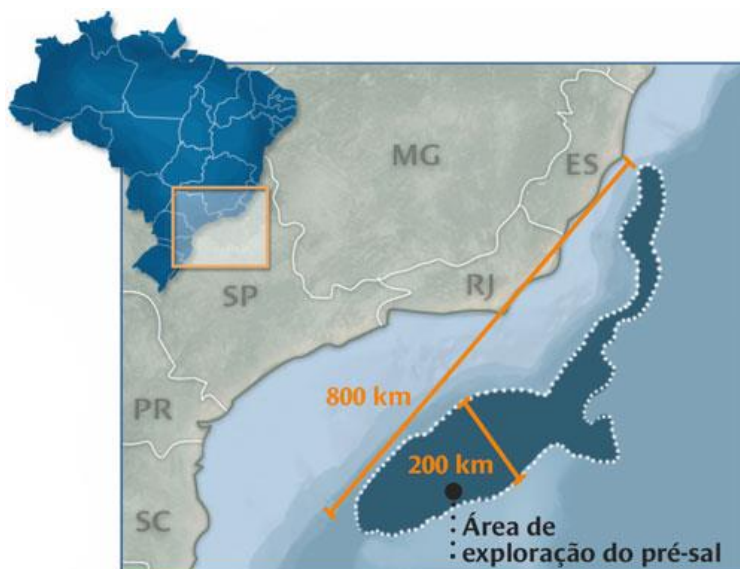 MG
ES
SP
RJ
800 km
PR
200 km
SC
Área de
exploração do pré-sal